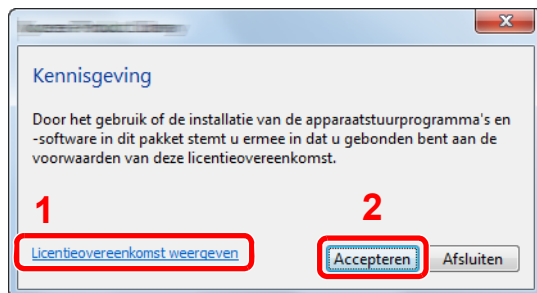 Kennisgeving
Door het gebruik of de installatie van de apparaatstuurprogramma's en
-software in dit pakket stemt u ermee in dat u gebonden bent aan de
voorwaarden van deze licentieovereenkomst.
1
2
Licentieovereenkomst weergeven
Accepteren Afsluiten